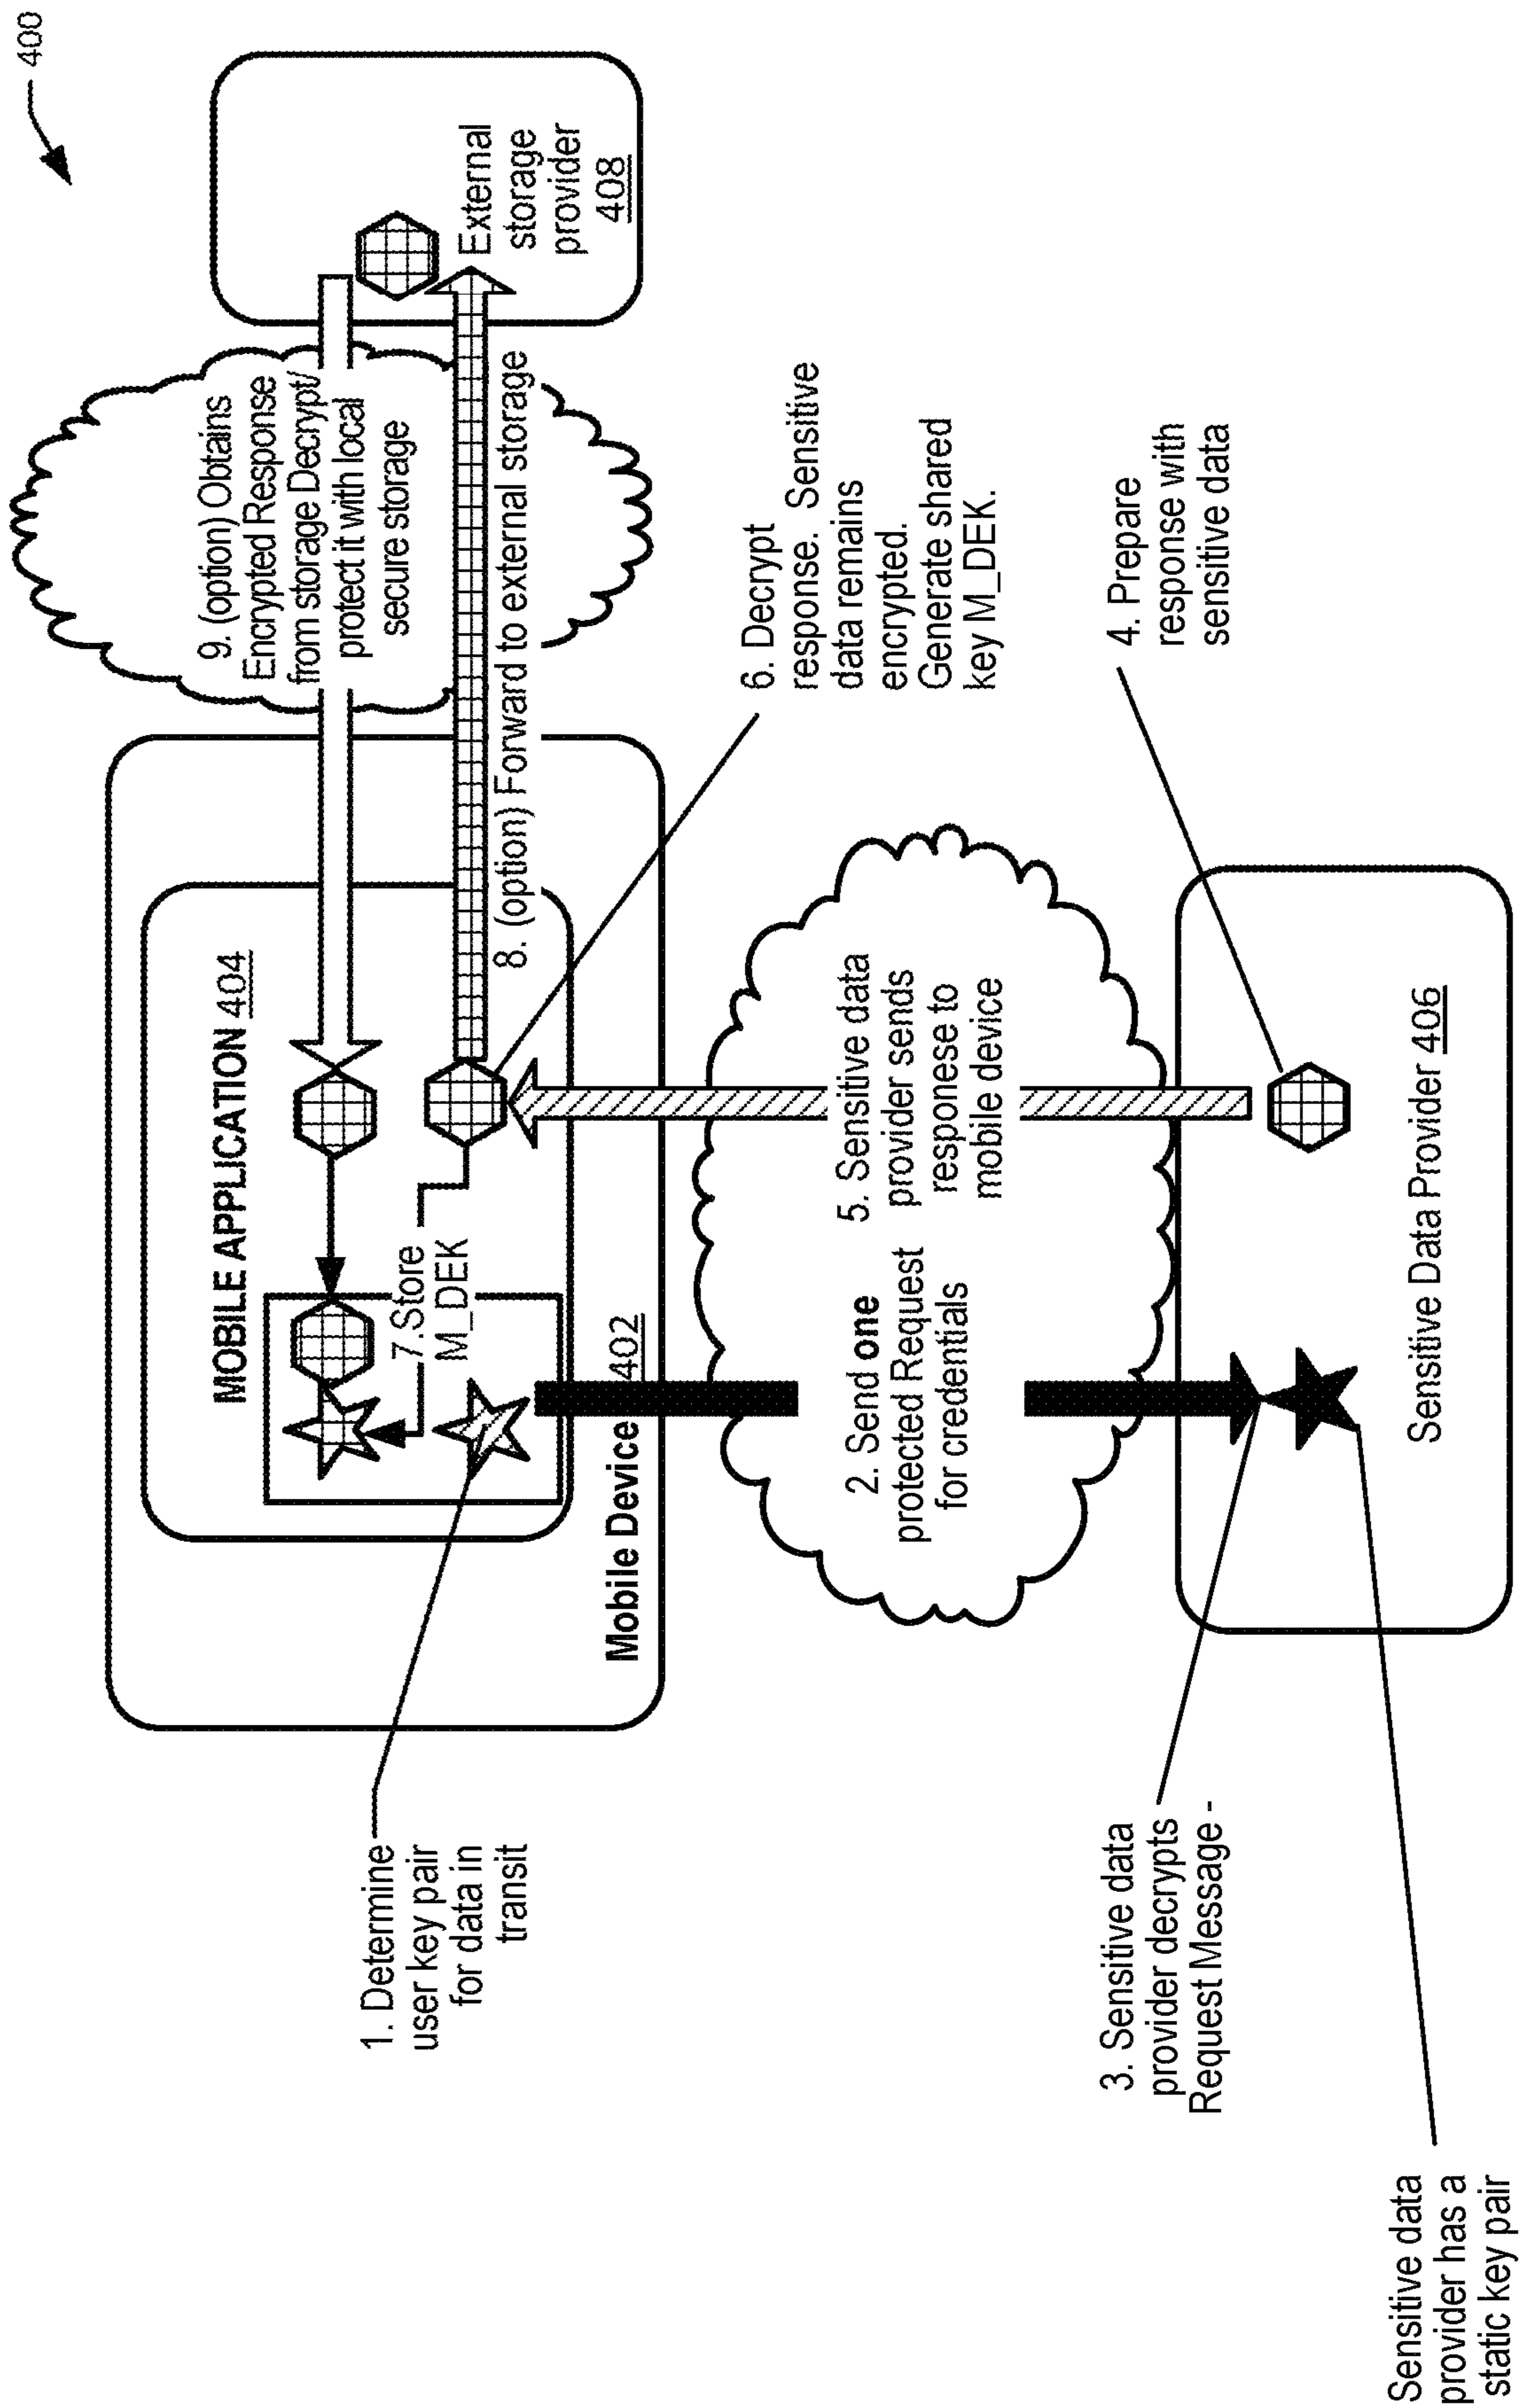 400
1. Determine
user key pair
for data in
transit
MOBILE APPLICATION 404
7.Store
M_DEK
Mobile Device 402
9. (option) Obtains
Encrypted Response
from storage Decrypt/
protect it with local
secure storage
8. (option) Forward to external storage
External
storage
provider
408
6. Decrypt
response. Sensitive
data remains
encrypted.
Generate shared
key M_DEK.
2. Send one
protected Request
for credentials
5. Sensitive data
provider sends
responese to
mobile device
3. Sensitive data
provider decrypts
Request Message -
4. Prepare
response with
sensitive data
Sensitive Data Provider 406
Sensitive data
provider has a
static key pair